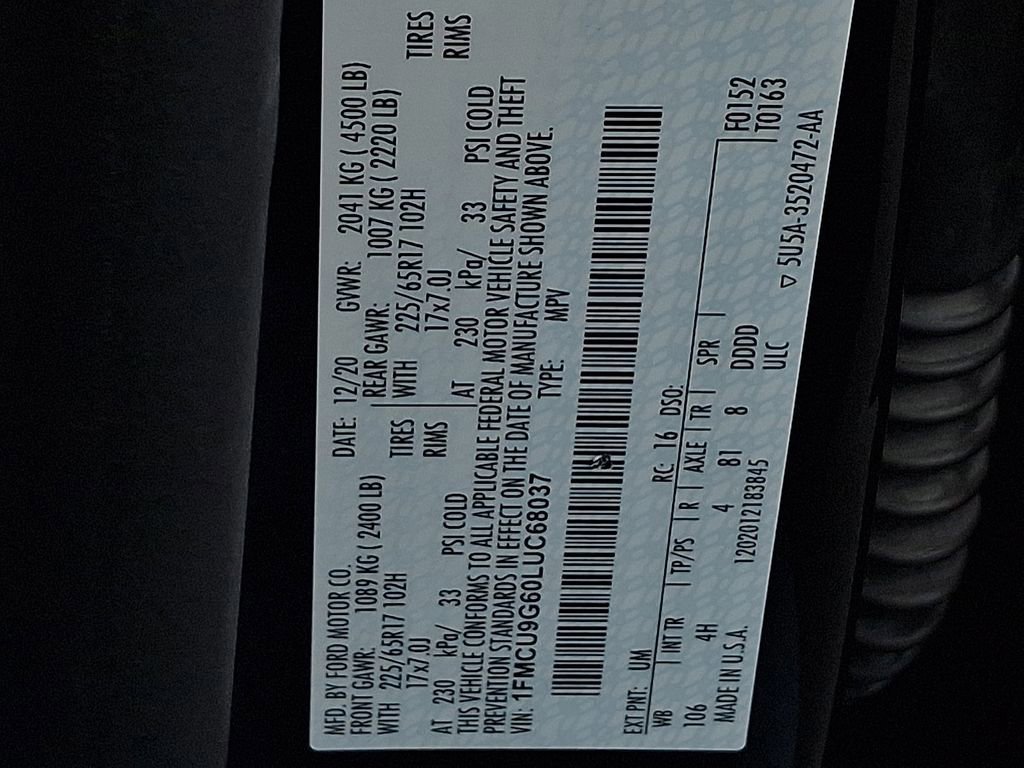 MFD. BY FORD MOTOR CO. DATE: 12/20 GVWR: 2041 KG ( 4500 LB)
FRONT GAWR: 1089 KG ( 2400 LB) REAR GAWR: 1007 KG ( 2220 LB)
WITH 225/65R17 102H TIRES WITH 225/65R17 102H TIRES
17x7.0J RIMS 17x7.0J RIMS
AT 230 kPa/ 33 PSI COLD AT 230 kPa/ 33 PSI COLD
THIS VEHICLE CONFORMS TO ALL APPLICABLE FEDERAL MOTOR VEHICLE SAFETY AND THEFT
PREVENTION STANDARDS IN EFFECT ON THE DATE OF MANUFACTURE SHOWN ABOVE.
VIN: 1FMCU9G60LUC68037 TYPE: MPV
EXT PNT: UM RC: 16 DSO:
WB INT TR TP/PS R AXLE TR SPR F0152
106 4H 4 81 8 DDDD T0163
MADE IN U.S.A. 1202012183845 ULC
▽ 5U5A-3520472-AA